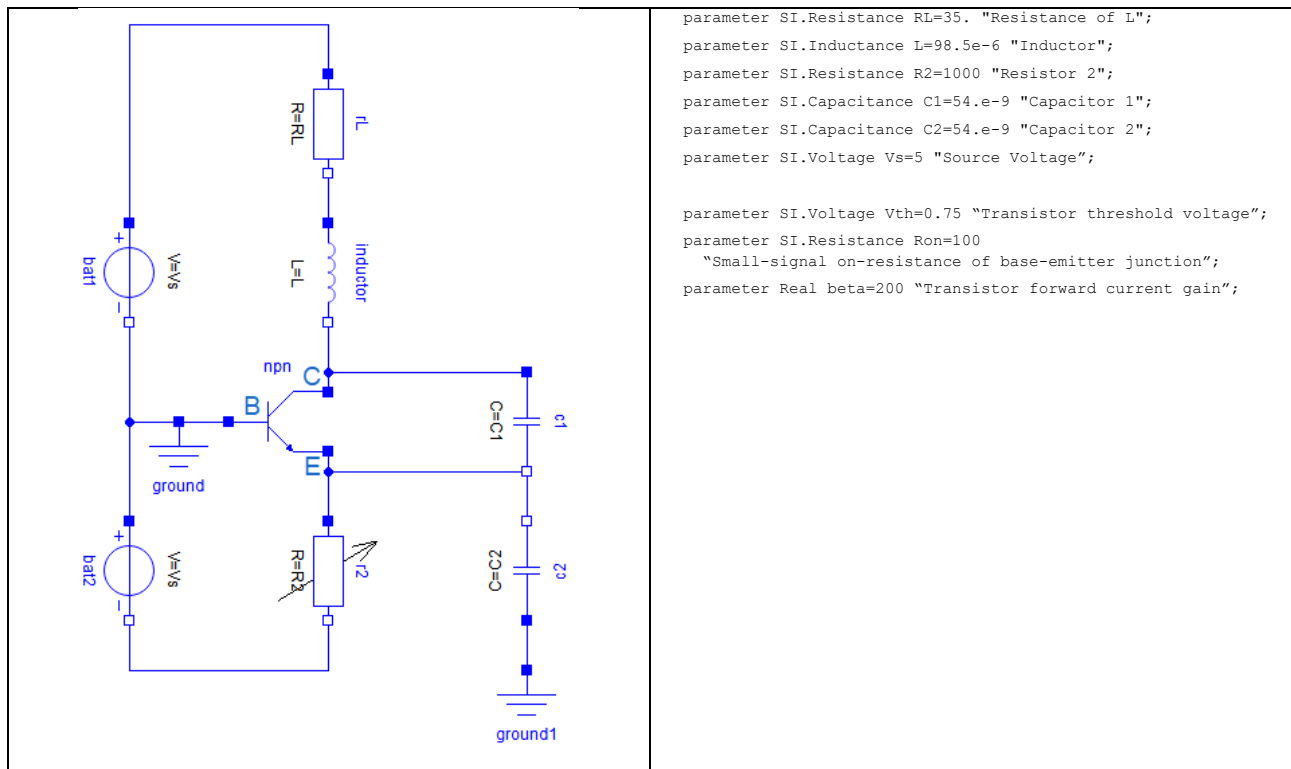 rL
R=RL
inductor
L=L
+
V=Vs
bat1
-
npn
C
B
E
ground
c1
C=C1
+
V=Vs
bat2
-
r2
R=R2
c2
C=C2
ground1
parameter SI.Resistance RL=35. "Resistance of L";
parameter SI.Inductance L=98.5e-6 "Inductor";
parameter SI.Resistance R2=1000 "Resistor 2";
parameter SI.Capacitance C1=54.e-9 "Capacitor 1";
parameter SI.Capacitance C2=54.e-9 "Capacitor 2";
parameter SI.Voltage Vs=5 "Source Voltage”;
parameter SI.Voltage Vth=0.75 “Transistor threshold voltage”;
parameter SI.Resistance Ron=100
“Small-signal on-resistance of base-emitter junction”;
parameter Real beta=200 “Transistor forward current gain”;